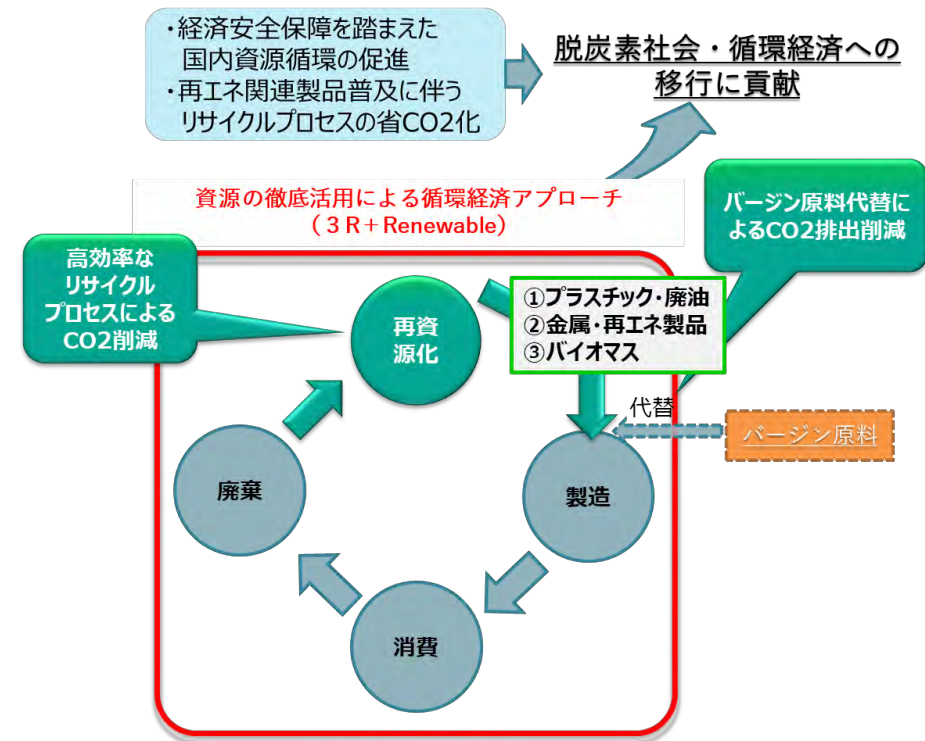 ・経済安全保障を踏まえた
国内資源循環の促進
・再エネ関連製品普及に伴う
リサイクルプロセスの省CO2化
脱炭素社会・循環経済への
移行に貢献
資源の徹底活用による循環経済アプローチ
(3R+Renewable)
バージン原料代替に
よるCO2排出削減
高効率な
リサイクル
プロセスによる
CO2削減
再資
源化
①プラスチック・廃油
②金属・再エネ製品
③バイオマス
代替
バージン原料
廃棄
製造
消費